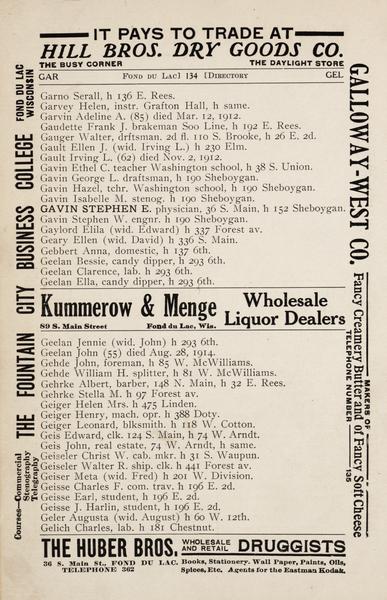 IT PAYS TO TRADE AT
HILL BROS. DRY GOODS CO.
THE BUSY CORNER THE DAYLIGHT STORE
GAR FOND DU LAC] 134 [DIRECTORY GEL
Garno Serall, h 136 E. Rees.
Garvey Helen, instr. Grafton Hall, h same.
Garvin Adeline A. (85) died Mar. 12, 1912.
Gaudette Frank J. brakeman Soo Line, h 192 E. Rees.
Gauger Walter, drftsman. 2d fl. 110 S. Brooke, h 26 E. 2d.
Gault Ellen J. (wid. Irving L.) h 230 Elm.
Gault Irving L. (62) died Nov. 2, 1912.
Gavin Ethel C. teacher Washington school, h 38 S. Union.
Gavin George L. draftsman, h 190 Sheboygan.
Gavin Hazel, tchr. Washington school, h 190 Sheboygan.
Gavin Isabelle M. stenog. h 190 Sheboygan.
GAVIN STEPHEN E. physician, 36 S. Main, h 152 Sheboygan.
Gavin Stephen W. engnr. h 190 Sheboygan.
Gaylord Elila (wid. Edward) h 337 Forest av.
Geary Ellen (wid. David) h 336 S. Main.
Gebbert Anna, domestic, h 137 6th.
Geelan Bessie, candy dipper, h 293 6th.
Geelan Clarence, lab. h 293 6th.
Geelan Ella, candy dipper, h 293 6th.
Kummerow & Menge Wholesale
Liquor Dealers
89 S. Main Street Fond du Lac, Wis.
Geelan Jennie (wid. John) h 293 6th.
Geelan John (55) died Aug. 28, 1914.
Gehde John, foreman, h 85 W. McWilliams.
Gehde William H. splitter, h 81 W. McWilliams.
Gehrke Albert, barber, 148 N. Main, h 32 E. Rees.
Gehrke Stella M. h 97 Forest av.
Geiger Helen Mrs. h 475 Linden.
Geiger Henry, mach. opr. h 388 Doty.
Geiger Leonard, blksmith. h 118 W. Cotton.
Geis Edward, clk. 124 S. Main, h 74 W. Arndt.
Geis John, real estate, 74 W. Arndt, h same.
Geiseler Christ W. cab. mkr. h 31 S. Waupun.
Geiseler Walter R. ship. clk. h 441 Forest av.
Geiser Meta (wid. Fred) h 201 W. Division.
Geisse Charles F. com. trav. h 196 E. 2d.
Geisse Earl, student, h 196 E. 2d.
Geisse J. Harlin, student, h 196 E. 2d.
Geler Augusta (wid. August) h 60 W. 12th.
Gelich Charles, lab. h 181 Chestnut.
THE HUBER BROS. WHOLESALE AND RETAIL DRUGGISTS
36 S. Main St., FOND DU LAC. Books, Stationery. Wall Paper, Paints, Oils,
TELEPHONE 362 Spices, Etc. Agents for the Eastman Kodak.
THE FOUNTAIN CITY BUSINESS COLLEGE FOND DU LAC
WISCONSIN
Courses—Commercial
Stenography
Telegraphy
GALLOWAY-WEST CO.
MAKERS OF
Fancy Creamery Butter and of Fancy Soft Cheese
TELEPHONE NUMBER 135